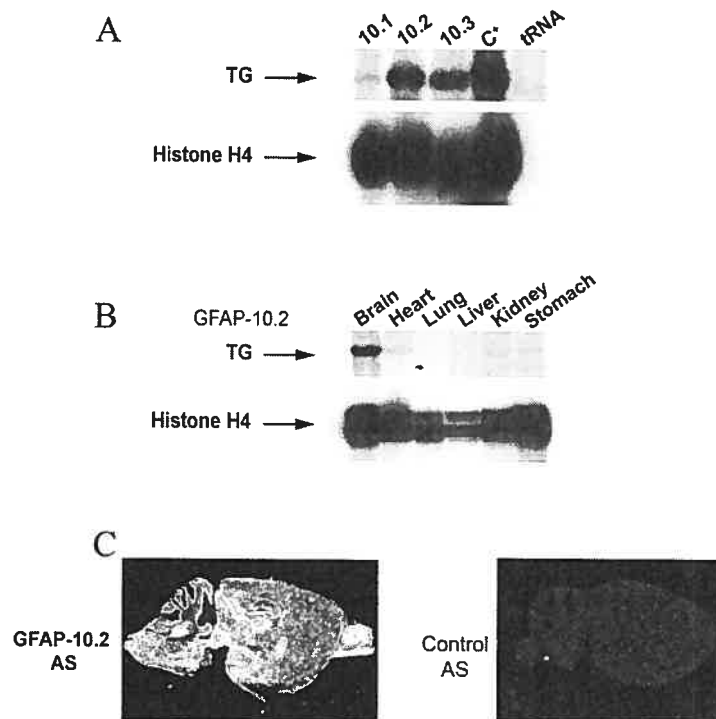 A
10.1 10.2 10.3 C+ tRNA
TG
Histone H4
B
GFAP-10.2
Brain Heart Lung Liver Kidney Stomach
TG
Histone H4
C
GFAP-10.2
AS
Control
AS